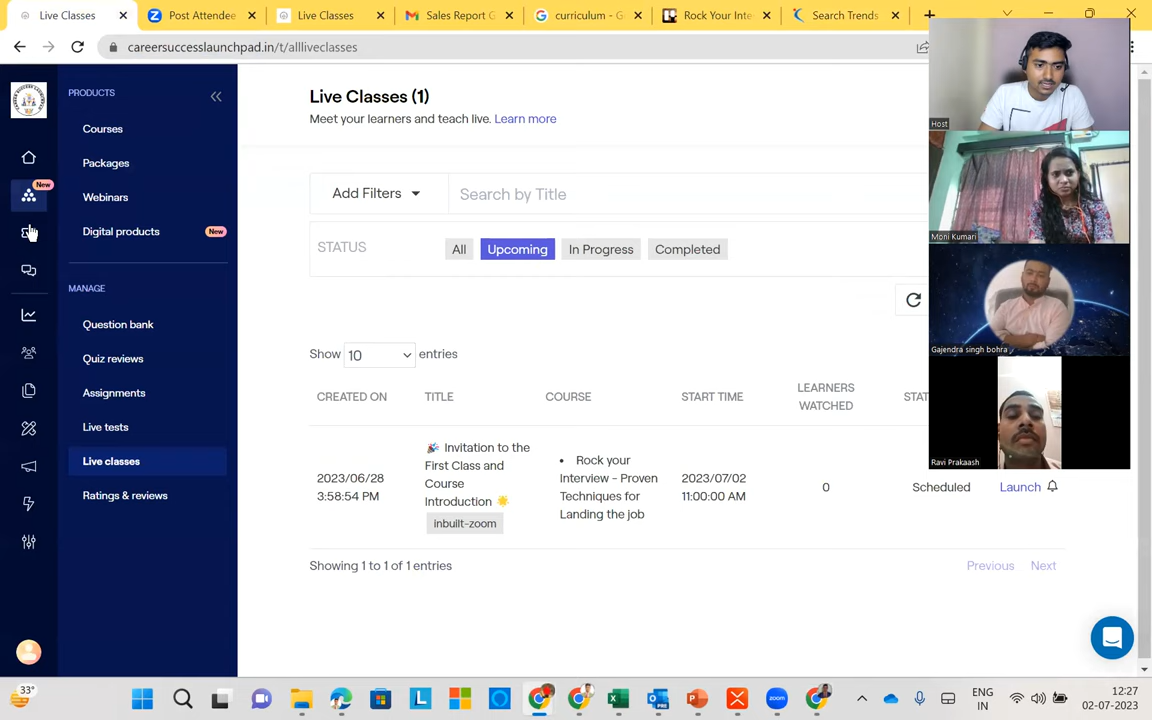 Live Classes
Post Attendee
Live Classes
Sales Report G
curriculum - G
Rock Your Inte
Search Trends
careersuccesslaunchpad.in/t/allliveclasses
PRODUCTS
Courses
Packages
Webinars
Digital products New
New
MANAGE
Question bank
Quiz reviews
Assignments
Live tests
Live classes
Ratings & reviews
Live Classes (1)
Meet your learners and teach live. Learn more
Add Filters
Search by Title
STATUS
All
Upcoming
In Progress
Completed
Show 10 entries
CREATED ON
TITLE
COURSE
START TIME
LEARNERS
WATCHED
STAT
2023/06/28
3:58:54 PM
🎉 Invitation to the
First Class and
Course
Introduction 🌟
inbuilt-zoom
• Rock your
Interview - Proven
Techniques for
Landing the job
2023/07/02
11:00:00 AM
0
Scheduled
Launch
Showing 1 to 1 of 1 entries
Previous
Next
Host
Moni Kumari
Gajendra singh bohra
Ravi Prakaash
33°
zoom
ENG
IN
12:27
02-07-2023